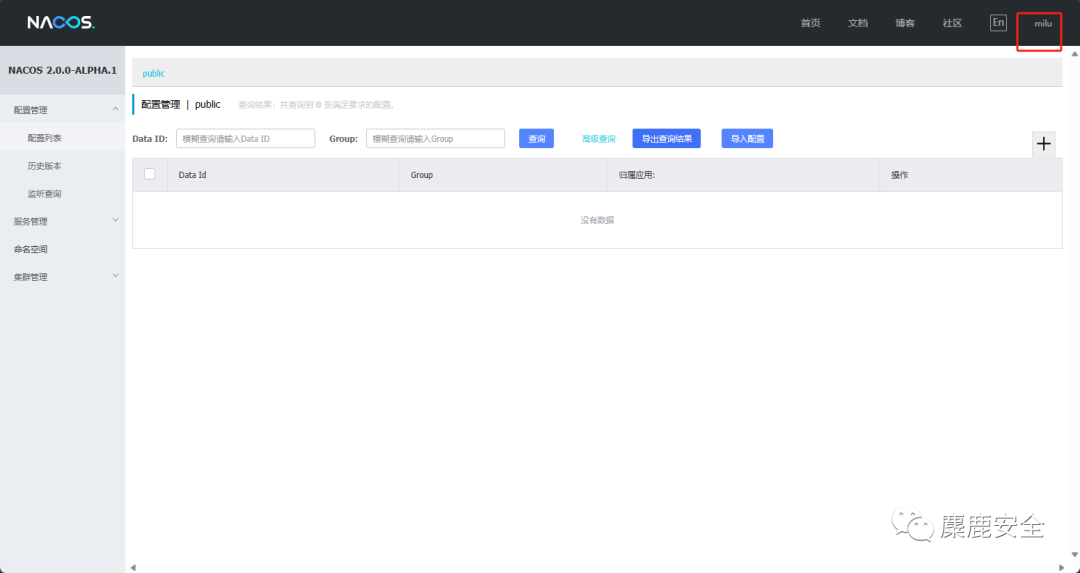 NACOS.
首页 文档 博客 社区 En milu
NACOS 2.0.0-ALPHA.1
public
配置管理
配置管理 | public 查询结果：共查询到 0 条满足要求的配置。
配置列表
Data ID: 模糊查询请输入Data ID Group: 模糊查询请输入Group 查询 高级查询 导出查询结果 导入配置
历史版本
Data Id Group 归属应用: 操作
监听查询
服务管理
没有数据
命名空间
集群管理
麋鹿安全